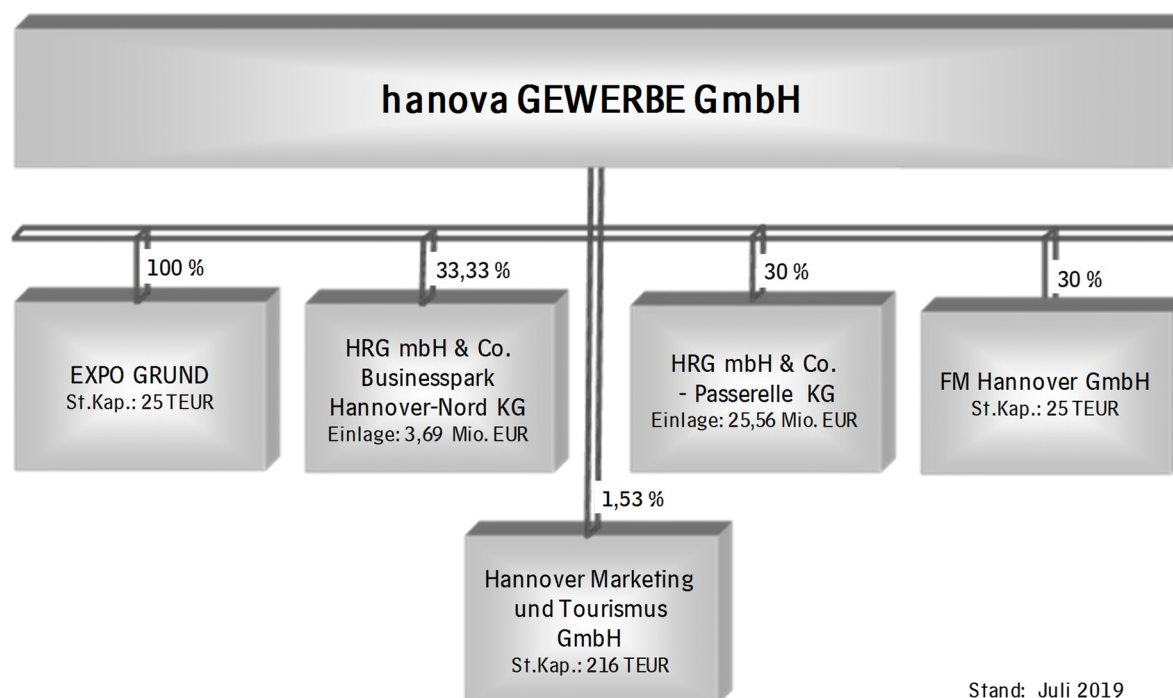 hanova GEWERBE GmbH
100 %
33,33 %
30 %
30 %
EXPO GRUND
St.Kap.: 25 TEUR
HRG mbH & Co.
Businesspark
Hannover-Nord KG
Einlage: 3,69 Mio. EUR
HRG mbH & Co.
- Passerelle KG
Einlage: 25,56 Mio. EUR
FM Hannover GmbH
St.Kap.: 25 TEUR
1,53 %
Hannover Marketing
und Tourismus
GmbH
St.Kap.: 216 TEUR
Stand: Juli 2019